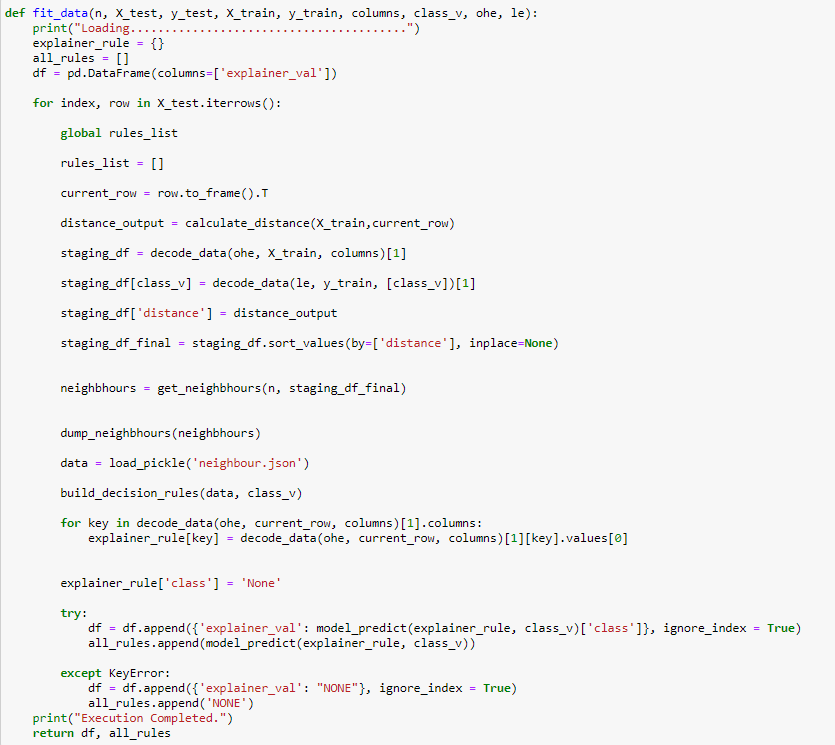 def fit_data(n, X_test, y_test, X_train, y_train, columns, class_v, ohe, le):
    print("Loading........................................")
    explainer_rule = {}
    all_rules = []
    df = pd.DataFrame(columns=['explainer_val'])
    for index, row in X_test.iterrows():
        global rules_list
        rules_list = []
        current_row = row.to_frame().T
        distance_output = calculate_distance(X_train,current_row)
        staging_df = decode_data(ohe, X_train, columns)[1]
        staging_df[class_v] = decode_data(le, y_train, [class_v])[1]
        staging_df['distance'] = distance_output
        staging_df_final = staging_df.sort_values(by=['distance'], inplace=None)
        neighbhours = get_neighbhours(n, staging_df_final)
        dump_neighbhours(neighbhours)
        data = load_pickle('neighbour.json')
        build_decision_rules(data, class_v)
        for key in decode_data(ohe, current_row, columns)[1].columns:
            explainer_rule[key] = decode_data(ohe, current_row, columns)[1][key].values[0]
        explainer_rule['class'] = 'None'
        try:
            df = df.append({'explainer_val': model_predict(explainer_rule, class_v)['class']}, ignore_index = True)
            all_rules.append(model_predict(explainer_rule, class_v))
        except KeyError:
            df = df.append({'explainer_val': "NONE"}, ignore_index = True)
            all_rules.append('NONE')
    print("Execution Completed.")
    return df, all_rules